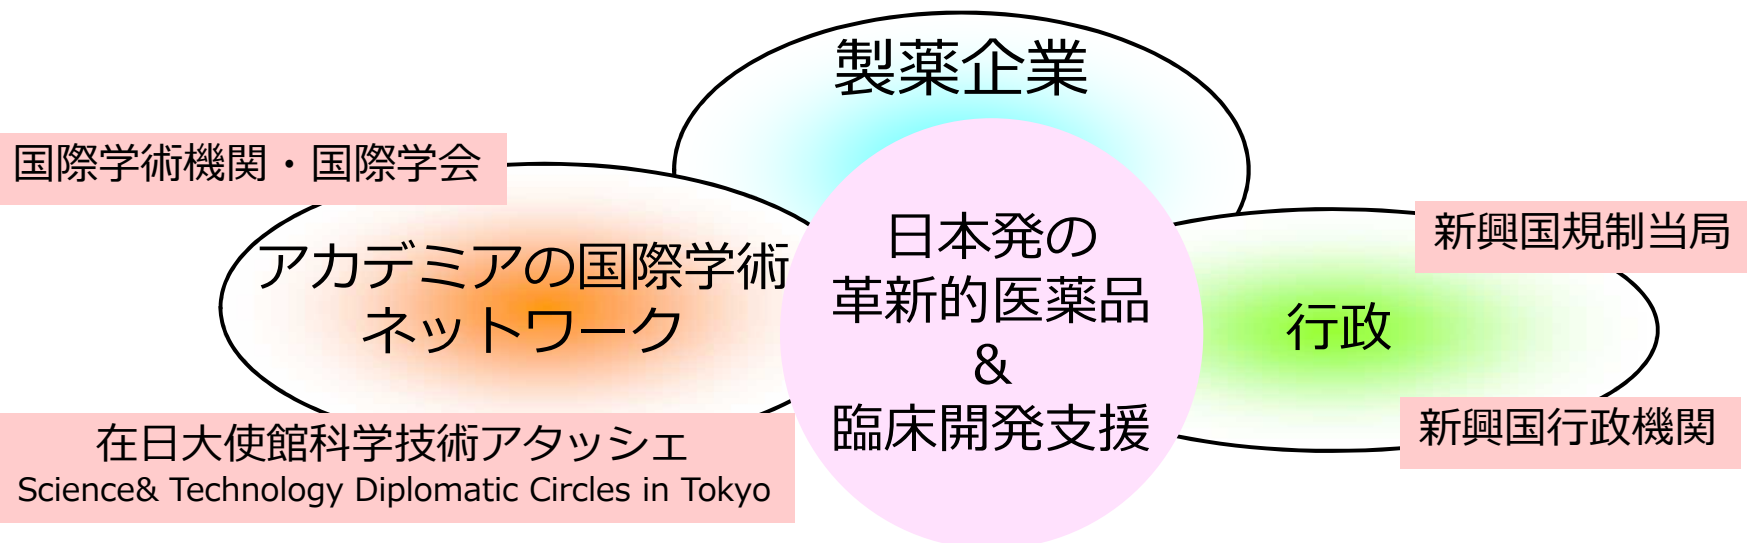 製薬企業
国際学術機関・国際学会
アカデミアの国際学術
ネットワーク
在日大使館科学技術アタッシェ
Science& Technology Diplomatic Circles in Tokyo
日本発の
革新的医薬品
&
臨床開発支援
新興国規制当局
行政
新興国行政機関